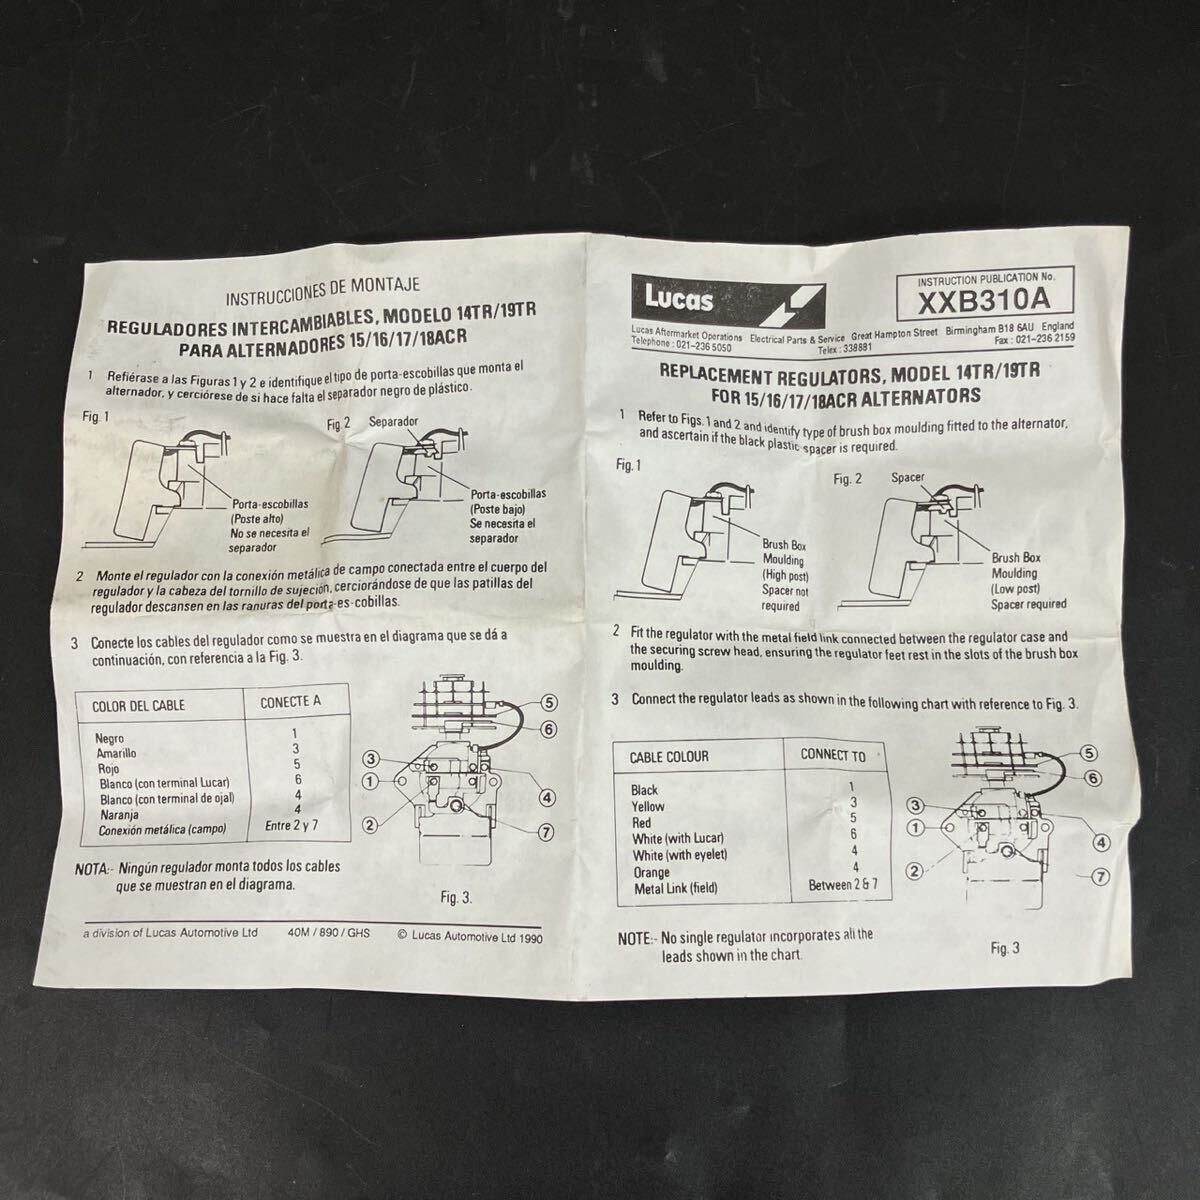 INSTRUCCIONES DE MONTAJE
REGULADORES INTERCAMBIABLES, MODELO 14TR/19TR
PARA ALTERNADORES 15/16/17/18ACR
1 Refiérase a las Figuras 1 y 2 e identifique el tipo de porta-escobillas que monta el
alternador, y cerciórese de si hace falta el separador negro de plástico.
Fig. 1
Fig. 2
Separador
Porta-escobillas
(Poste alto)
No se necesita el
separador
Porta-escobillas
(Poste bajo)
Se necesita el
separador
2 Monte el regulador con la conexión metálica de campo conectada entre el cuerpo del
regulador y la cabeza del tornillo de sujeción, cerciorándose de que las patillas del
regulador descansen en las ranuras del porta-es-cobillas.
3 Conecte los cables del regulador como se muestra en el diagrama que se dá a
continuación, con referencia a la Fig. 3.
COLOR DEL CABLE CONECTE A
Negro 1
Amarillo 3
Rojo 5
Blanco (con terminal Lucar) 6
Blanco (con terminal de ojal) 4
Naranja 4
Conexión metálica (campo) Entre 2 y 7
5
6
3
1
4
2
7
Fig. 3.
NOTA:- Ningún regulador monta todos los cables
que se muestran en el diagrama.
a division of Lucas Automotive Ltd 40M / 890 / GHS © Lucas Automotive Ltd 1990
Lucas
INSTRUCTION PUBLICATION No.
XXB310A
Lucas Aftermarket Operations Electrical Parts & Service Great Hampton Street Birmingham B18 6AU England
Telephone : 021-236 5050 Telex : 338881 Fax : 021-236 2159
REPLACEMENT REGULATORS, MODEL 14TR/19TR
FOR 15/16/17/18ACR ALTERNATORS
1 Refer to Figs. 1 and 2 and identify type of brush box moulding fitted to the alternator,
and ascertain if the black plastic spacer is required.
Fig. 1
Fig. 2
Spacer
Brush Box
Moulding
(High post)
Spacer not
required
Brush Box
Moulding
(Low post)
Spacer required
2 Fit the regulator with the metal field link connected between the regulator case and
the securing screw head, ensuring the regulator feet rest in the slots of the brush box
moulding.
3 Connect the regulator leads as shown in the following chart with reference to Fig. 3.
CABLE COLOUR CONNECT TO
Black 1
Yellow 3
Red 5
White (with Lucar) 6
White (with eyelet) 4
Orange 4
Metal Link (field) Between 2 & 7
5
6
3
1
4
2
7
Fig. 3
NOTE:- No single regulator incorporates all the
leads shown in the chart.